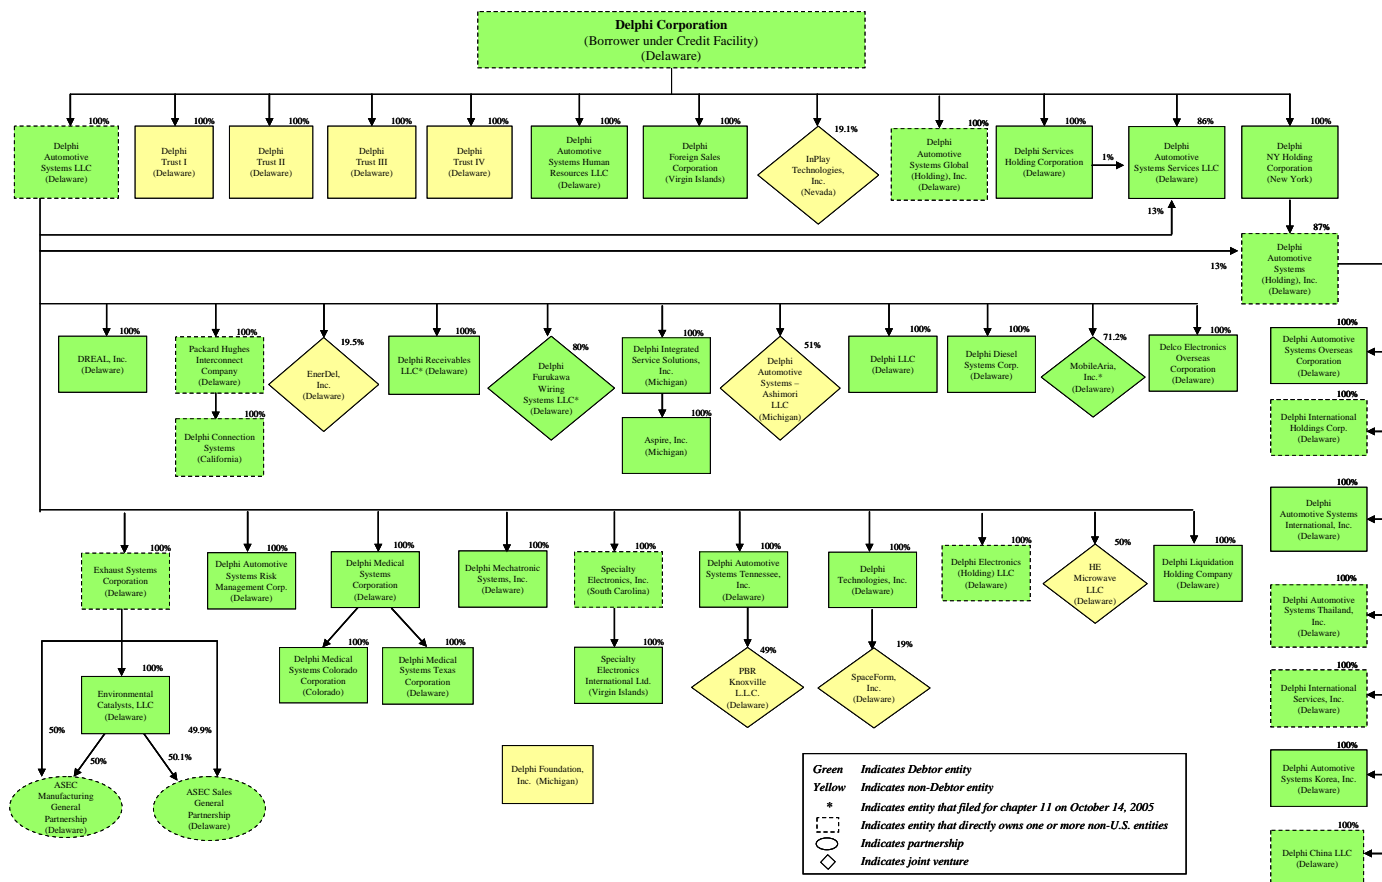 Delphi Corporation
(Borrower under Credit Facility)
(Delaware)
100%
100%
100%
100%
100%
100%
100%
19.1%
100%
100%
86%
100%
Delphi
Automotive
Systems LLC
(Delaware)
Delphi
Trust I
(Delaware)
Delphi
Trust II
(Delaware)
Delphi
Trust III
(Delaware)
Delphi
Trust IV
(Delaware)
Delphi
Automotive
Systems Human
Resources LLC
(Delaware)
Delphi
Foreign Sales
Corporation
(Virgin Islands)
InPlay
Technologies,
Inc.
(Nevada)
Delphi
Automotive
Systems Global
(Holding), Inc.
(Delaware)
Delphi Services
Holding Corporation
(Delaware)
1%
Delphi
Automotive
Systems Services LLC
(Delaware)
Delphi
NY Holding
Corporation
(New York)
13%
87%
13%
Delphi
Automotive
Systems
(Holding), Inc.
(Delaware)
100%
DREAL, Inc.
(Delaware)
100%
Packard Hughes
Interconnect
Company
(Delaware)
100%
Delphi Connection
Systems
(California)
19.5%
EnerDel,
Inc.
(Delaware)
100%
Delphi Receivables
LLC* (Delaware)
80%
Delphi
Furukawa
Wiring
Systems LLC*
(Delaware)
100%
Delphi Integrated
Service Solutions,
Inc.
(Michigan)
100%
Aspire, Inc.
(Michigan)
51%
Delphi
Automotive
Systems –
Ashimori
LLC
(Michigan)
100%
Delphi LLC
(Delaware)
100%
Delphi Diesel
Systems Corp.
(Delaware)
71.2%
MobileAria,
Inc.*
(Delaware)
100%
Delco Electronics
Overseas
Corporation
(Delaware)
100%
Delphi Automotive
Systems Overseas
Corporation
(Delaware)
100%
Delphi International
Holdings Corp.
(Delaware)
100%
Delphi
Automotive Systems
International, Inc.
(Delaware)
100%
Delphi Automotive
Systems Thailand,
Inc.
(Delaware)
100%
Delphi International
Services, Inc.
(Delaware)
100%
Delphi Automotive
Systems Korea, Inc.
(Delaware)
100%
Delphi China LLC
(Delaware)
100%
Exhaust Systems
Corporation
(Delaware)
100%
Delphi Automotive
Systems Risk
Management Corp.
(Delaware)
100%
Delphi Medical
Systems
Corporation
(Delaware)
100%
Delphi Mechatronic
Systems, Inc.
(Delaware)
100%
Specialty
Electronics, Inc.
(South Carolina)
100%
Delphi Automotive
Systems Tennessee,
Inc.
(Delaware)
100%
Delphi
Technologies, Inc.
(Delaware)
100%
Delphi Electronics
(Holding) LLC
(Delaware)
50%
HE
Microwave
LLC
(Delaware)
100%
Delphi Liquidation
Holding Company
(Delaware)
100%
Environmental
Catalysts, LLC
(Delaware)
100%
Delphi Medical
Systems Colorado
Corporation
(Colorado)
100%
Delphi Medical
Systems Texas
Corporation
(Delaware)
100%
Specialty
Electronics
International Ltd.
(Virgin Islands)
49%
PBR
Knoxville
L.L.C.
(Delaware)
19%
SpaceForm,
Inc.
(Delaware)
50%
50%
50.1%
49.9%
ASEC
Manufacturing
General
Partnership
(Delaware)
ASEC Sales
General
Partnership
(Delaware)
Delphi Foundation,
Inc. (Michigan)
Green Indicates Debtor entity
Yellow Indicates non-Debtor entity
* Indicates entity that filed for chapter 11 on October 14, 2005
Indicates entity that directly owns one or more non-U.S. entities
Indicates partnership
Indicates joint venture